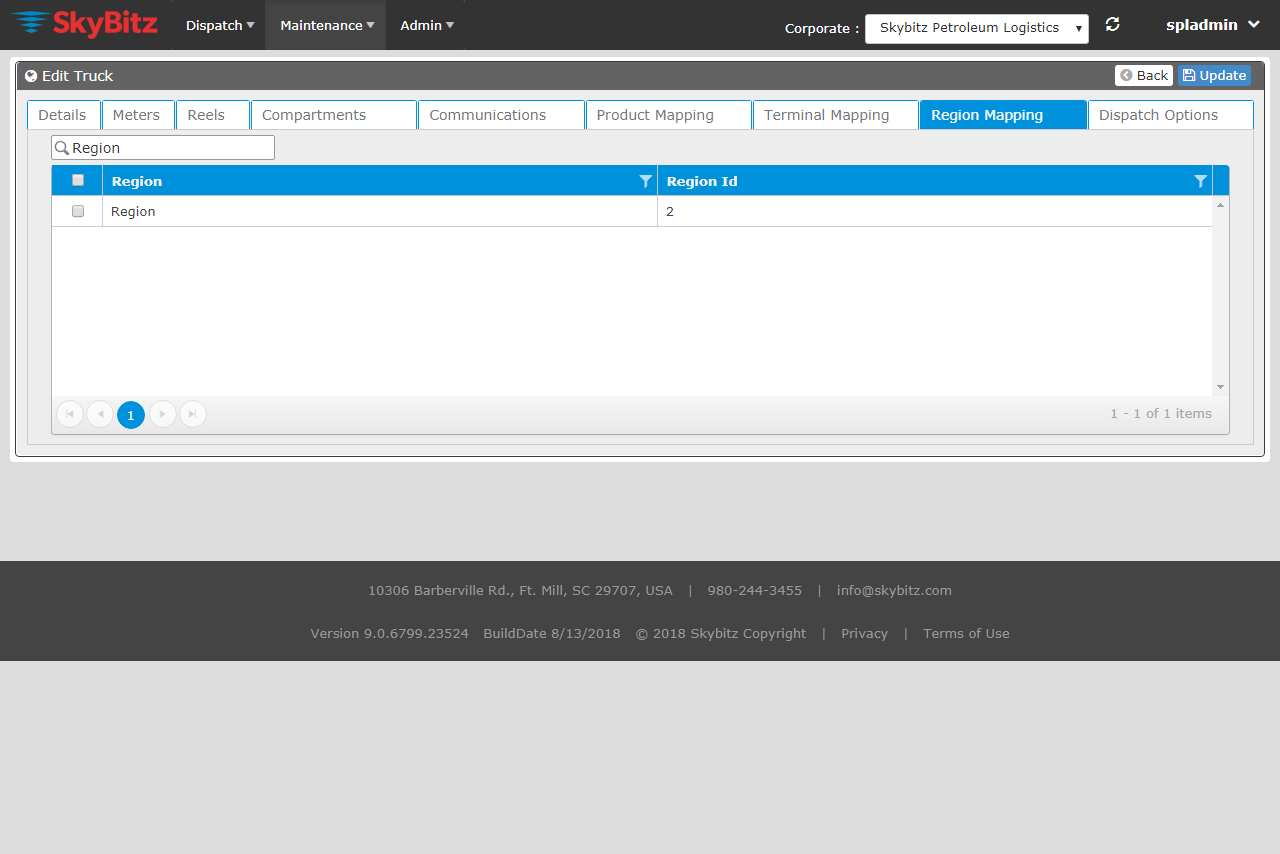 SkyBitz Dispatch Maintenance Admin Corporate : Skybitz Petroleum Logistics spladmin
Edit Truck Back Update
Details Meters Reels Compartments Communications Product Mapping Terminal Mapping Region Mapping Dispatch Options
Region
Region Region Id
Region 2
1 1 - 1 of 1 items
10306 Barberville Rd., Ft. Mill, SC 29707, USA | 980-244-3455 | info@skybitz.com
Version 9.0.6799.23524 BuildDate 8/13/2018 © 2018 Skybitz Copyright | Privacy | Terms of Use